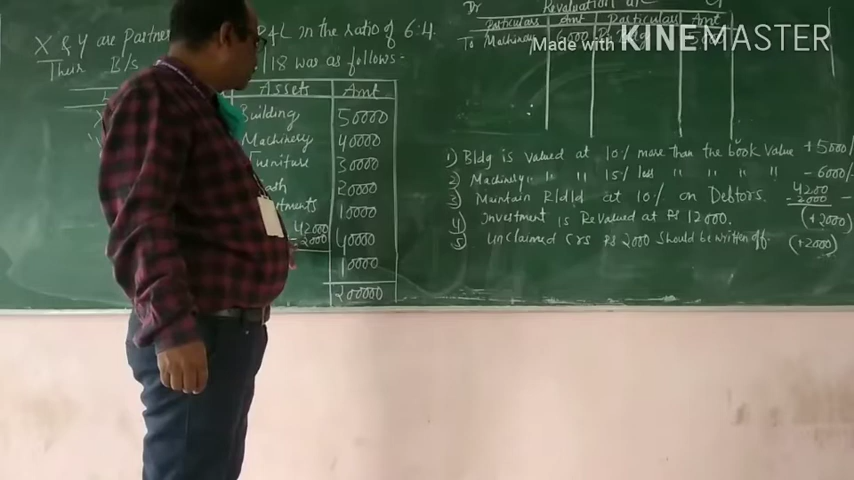 X & Y are Partne P&L in the ratio of 6:4.
Their B/s /18 was as follows-
Assets Amt
Building 50000
Machinery 40000
Furniture 30000
20000
10000
42000
- 2000 40000
10000
200000
Dr Revaluation a/c
Particulars Amt Particulars Amt
To Machinery 6000
Made with KINEMASTER
1) Bldg is valued at 10% more than the book value +5000/
2) Machinery " " " 15% less " " " " -6000/-
3) Maintain R/d/d at 10% on Debtors. 4200
-2000
4) Investment is Revalued at Rs 12000. (+2000)
5) Unclaimed Crs Rs 2000 should be written off. (+2000)